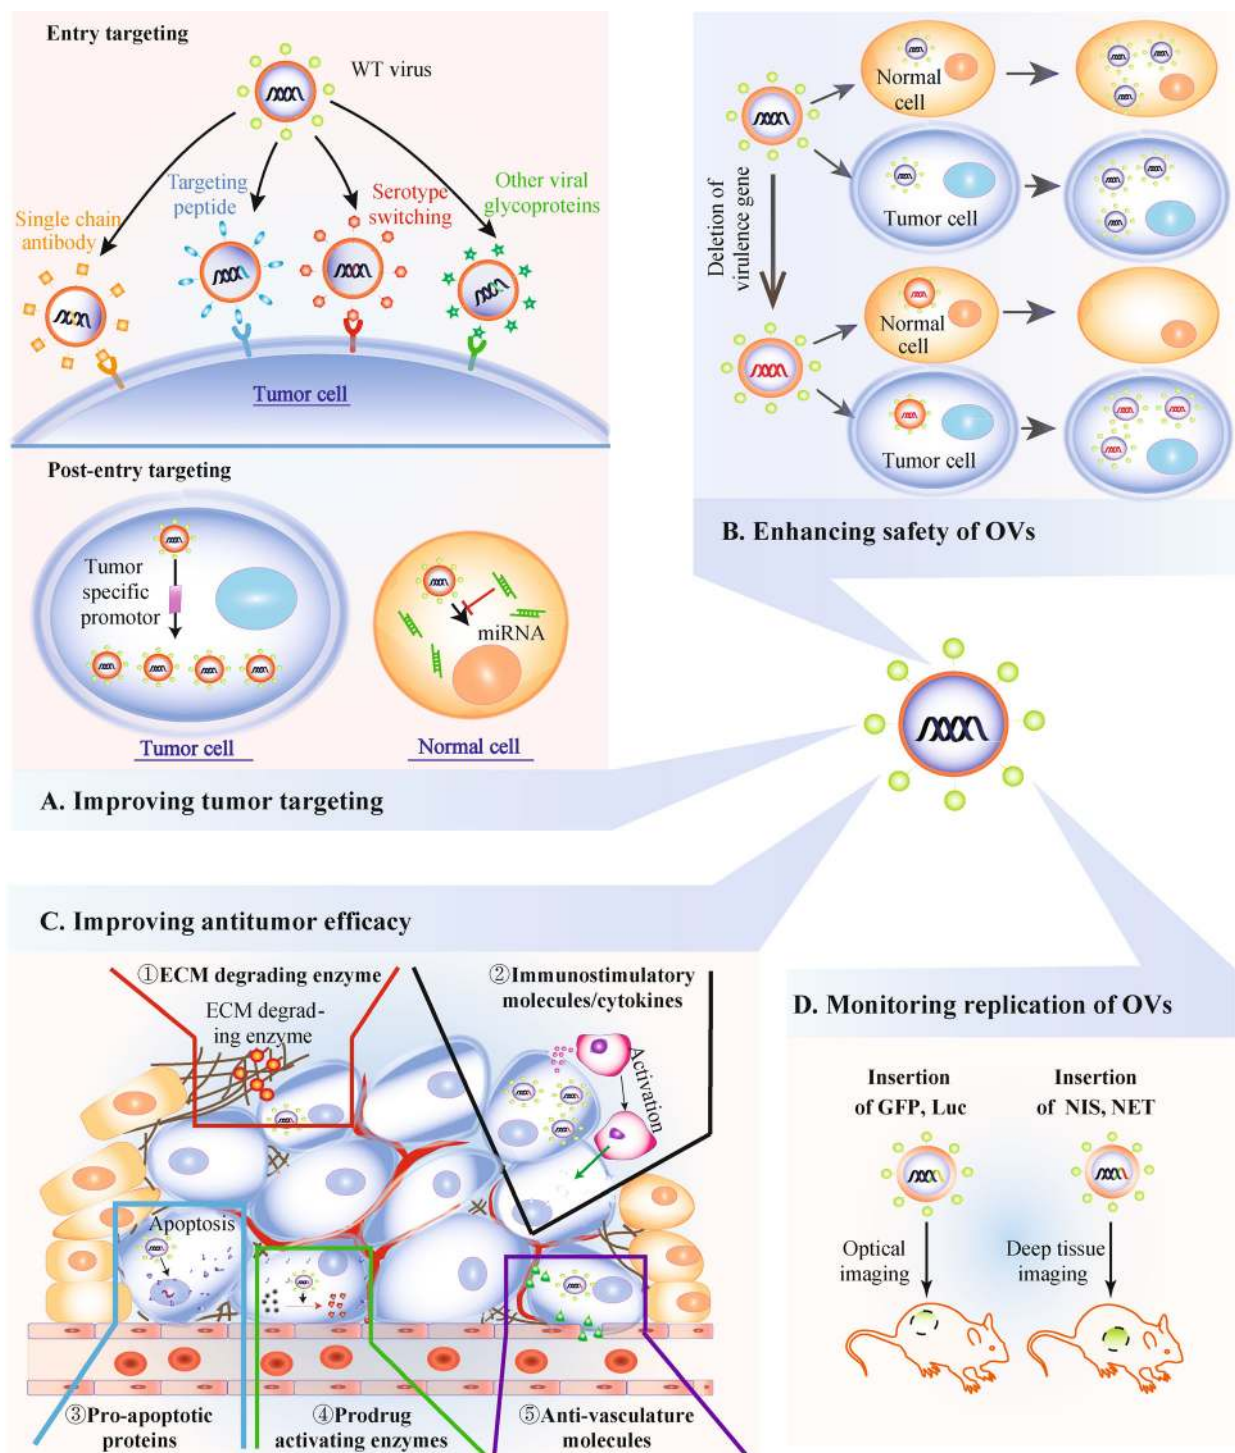 Entry targeting
WT virus
Targeting
peptide
Serotype
switching
Other viral
glycoproteins
Single chain
antibody
Tumor cell
Post-entry targeting
Tumor
specific
promotor
miRNA
Tumor cell
Normal cell
A. Improving tumor targeting
Deletion of
virulence gene
Normal
cell
Tumor cell
Normal
cell
Tumor cell
B. Enhancing safety of OVs
C. Improving antitumor efficacy
①ECM degrading enzyme
ECM degrad-
ing enzyme
②Immunostimulatory
molecules/cytokines
Activation
Apoptosis
③Pro-apoptotic
proteins
④Prodrug
activating enzymes
⑤Anti-vasculature
molecules
D. Monitoring replication of OVs
Insertion
of GFP, Luc
Insertion
of NIS, NET
Optical
imaging
Deep tissue
imaging